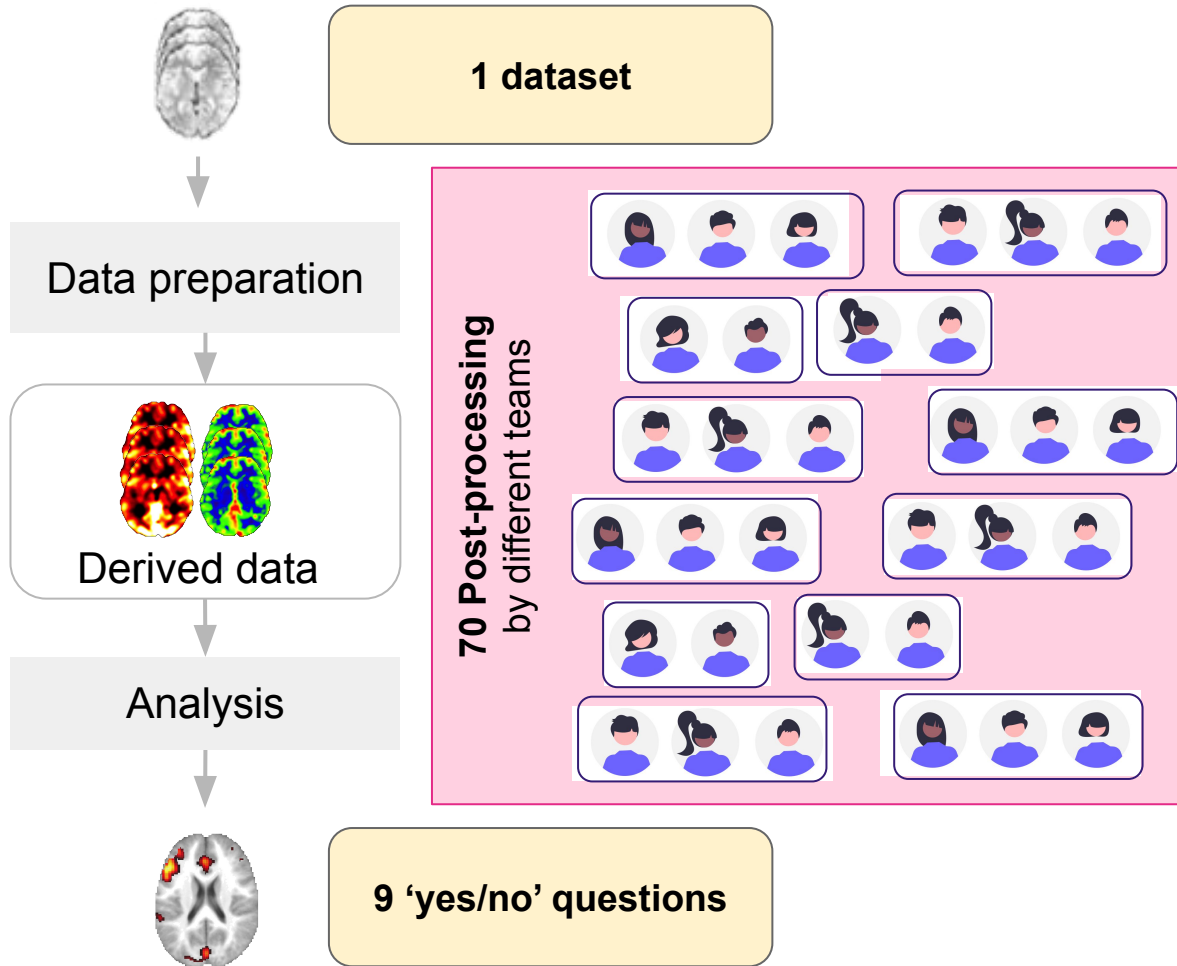 1 dataset
Data preparation
70 Post-processing
by different teams
Derived data
Analysis
9 ‘yes/no’ questions